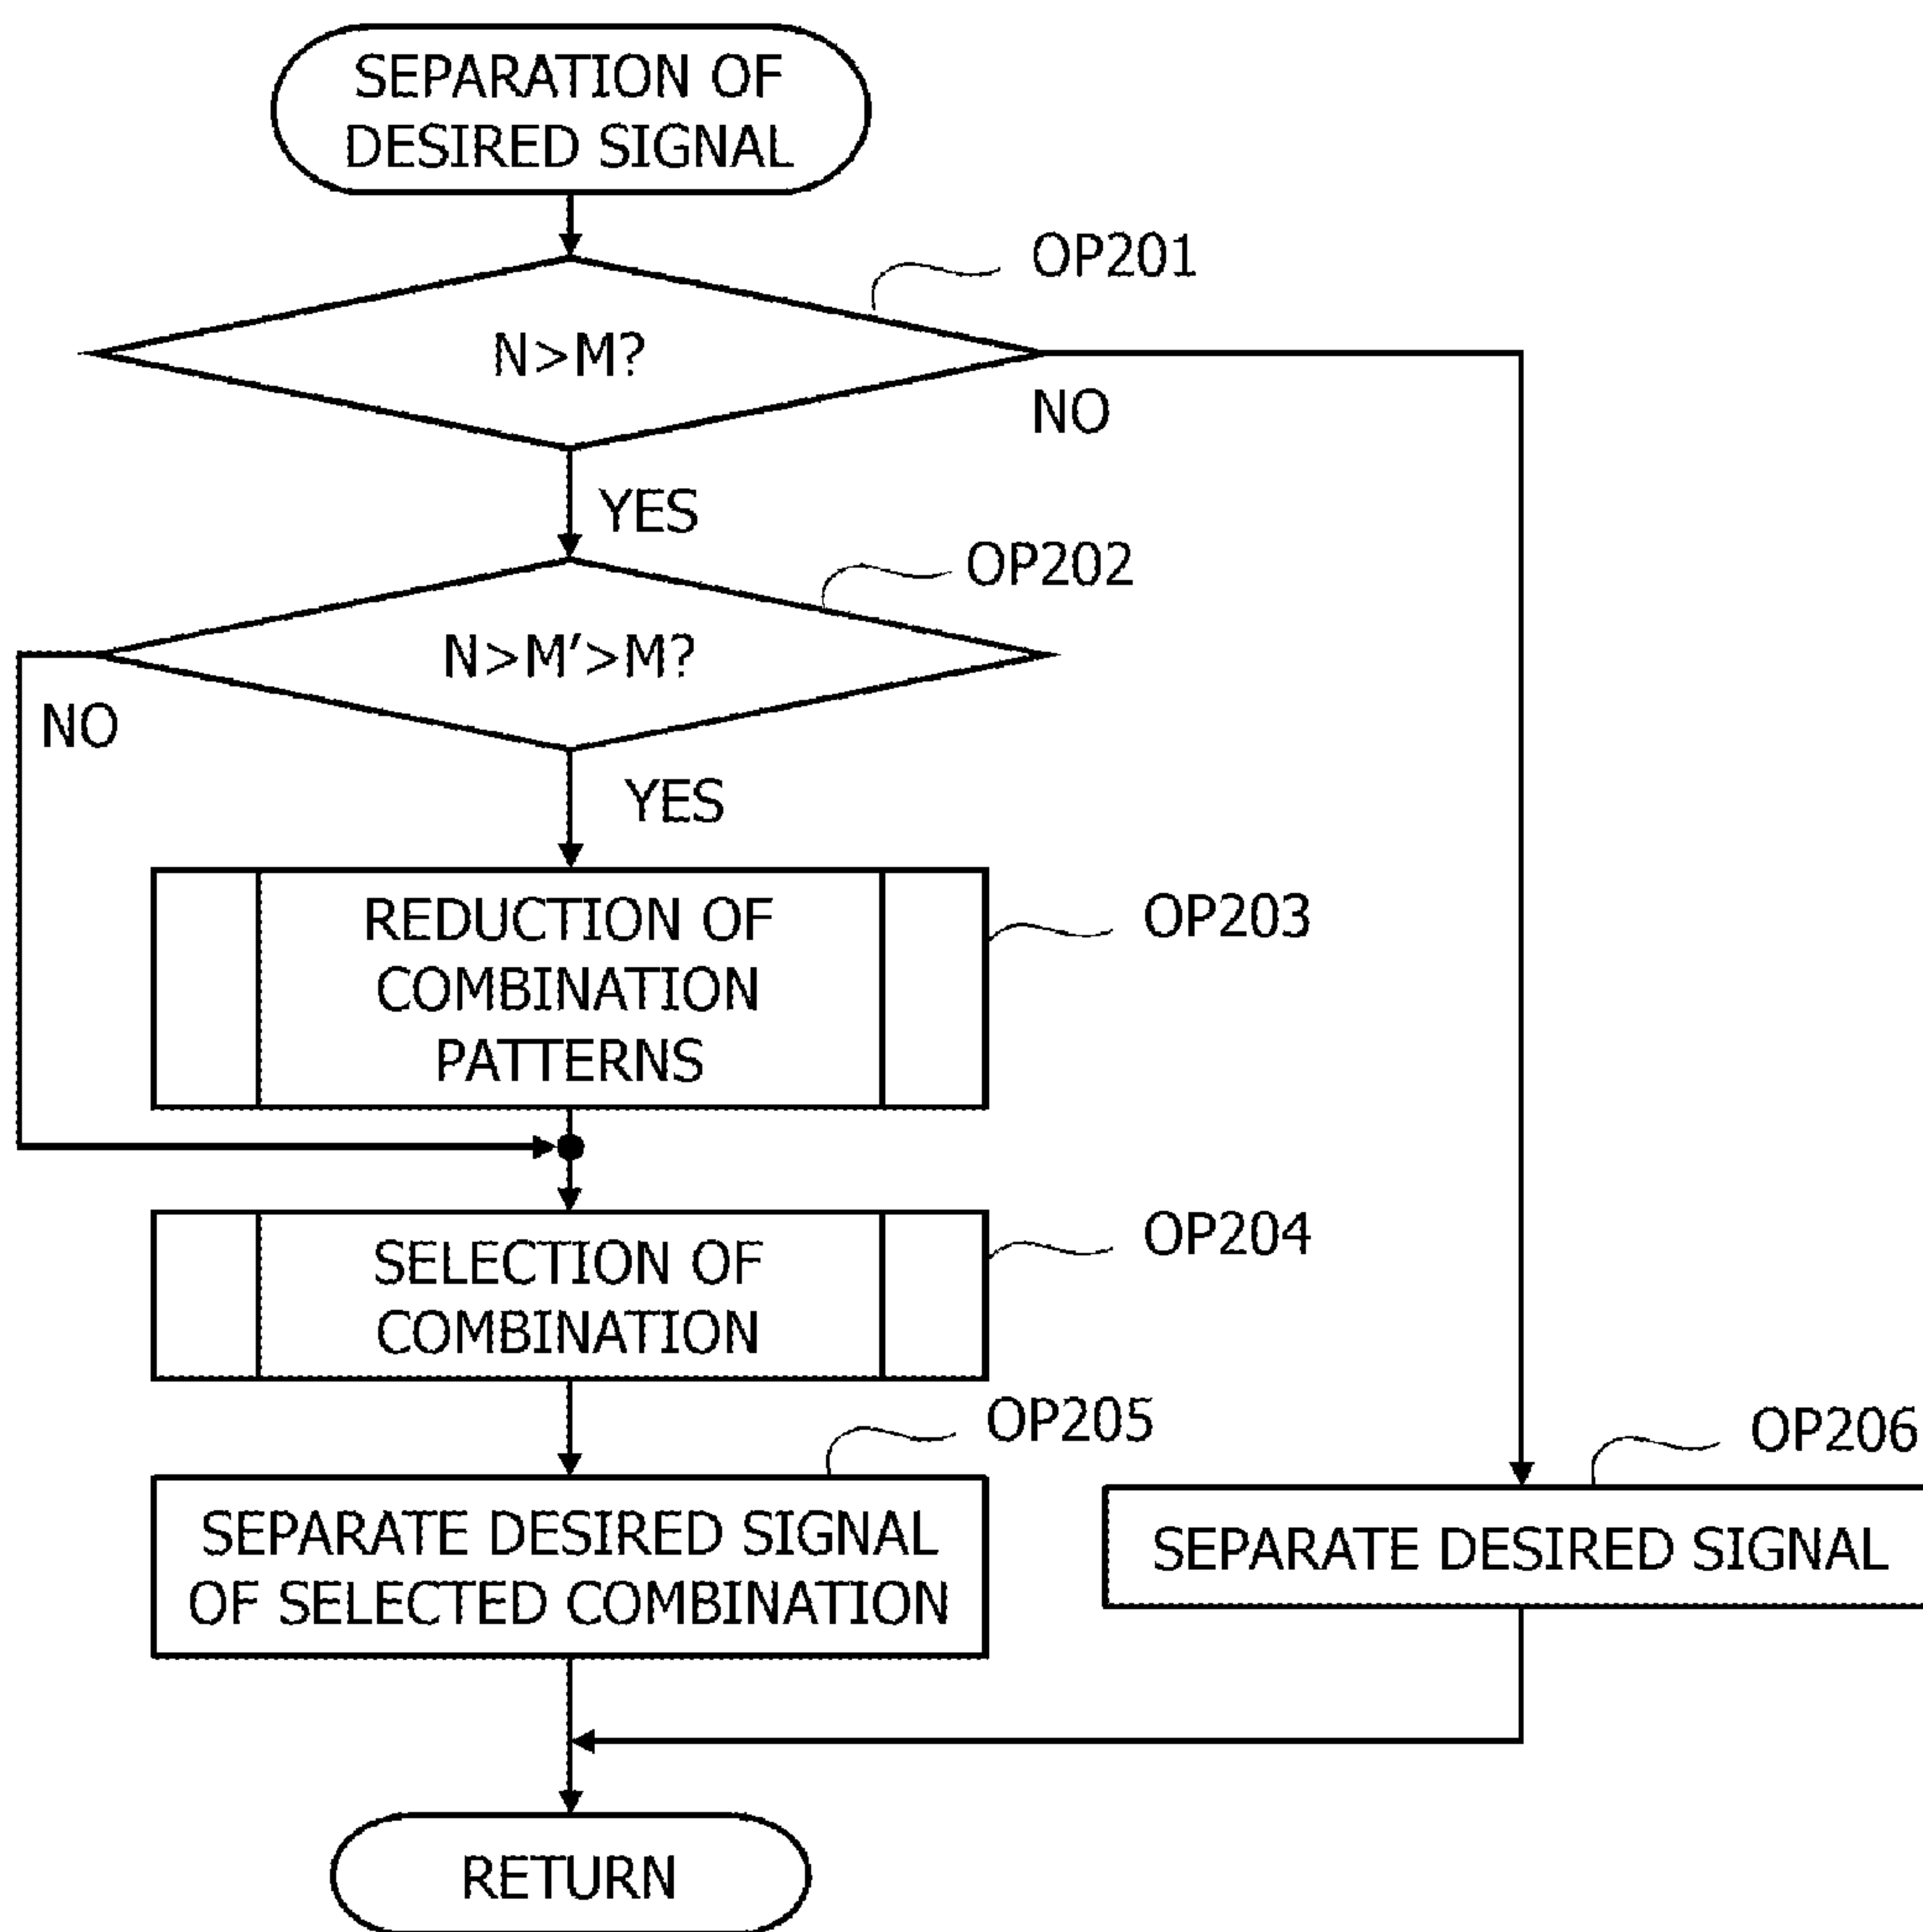 SEPARATION OF
DESIRED SIGNAL
OP201
N>M?
NO
YES
OP202
N>M'>M?
NO
YES
REDUCTION OF
COMBINATION
PATTERNS
OP203
SELECTION OF
COMBINATION
OP204
OP205
SEPARATE DESIRED SIGNAL
OF SELECTED COMBINATION
OP206
SEPARATE DESIRED SIGNAL
RETURN